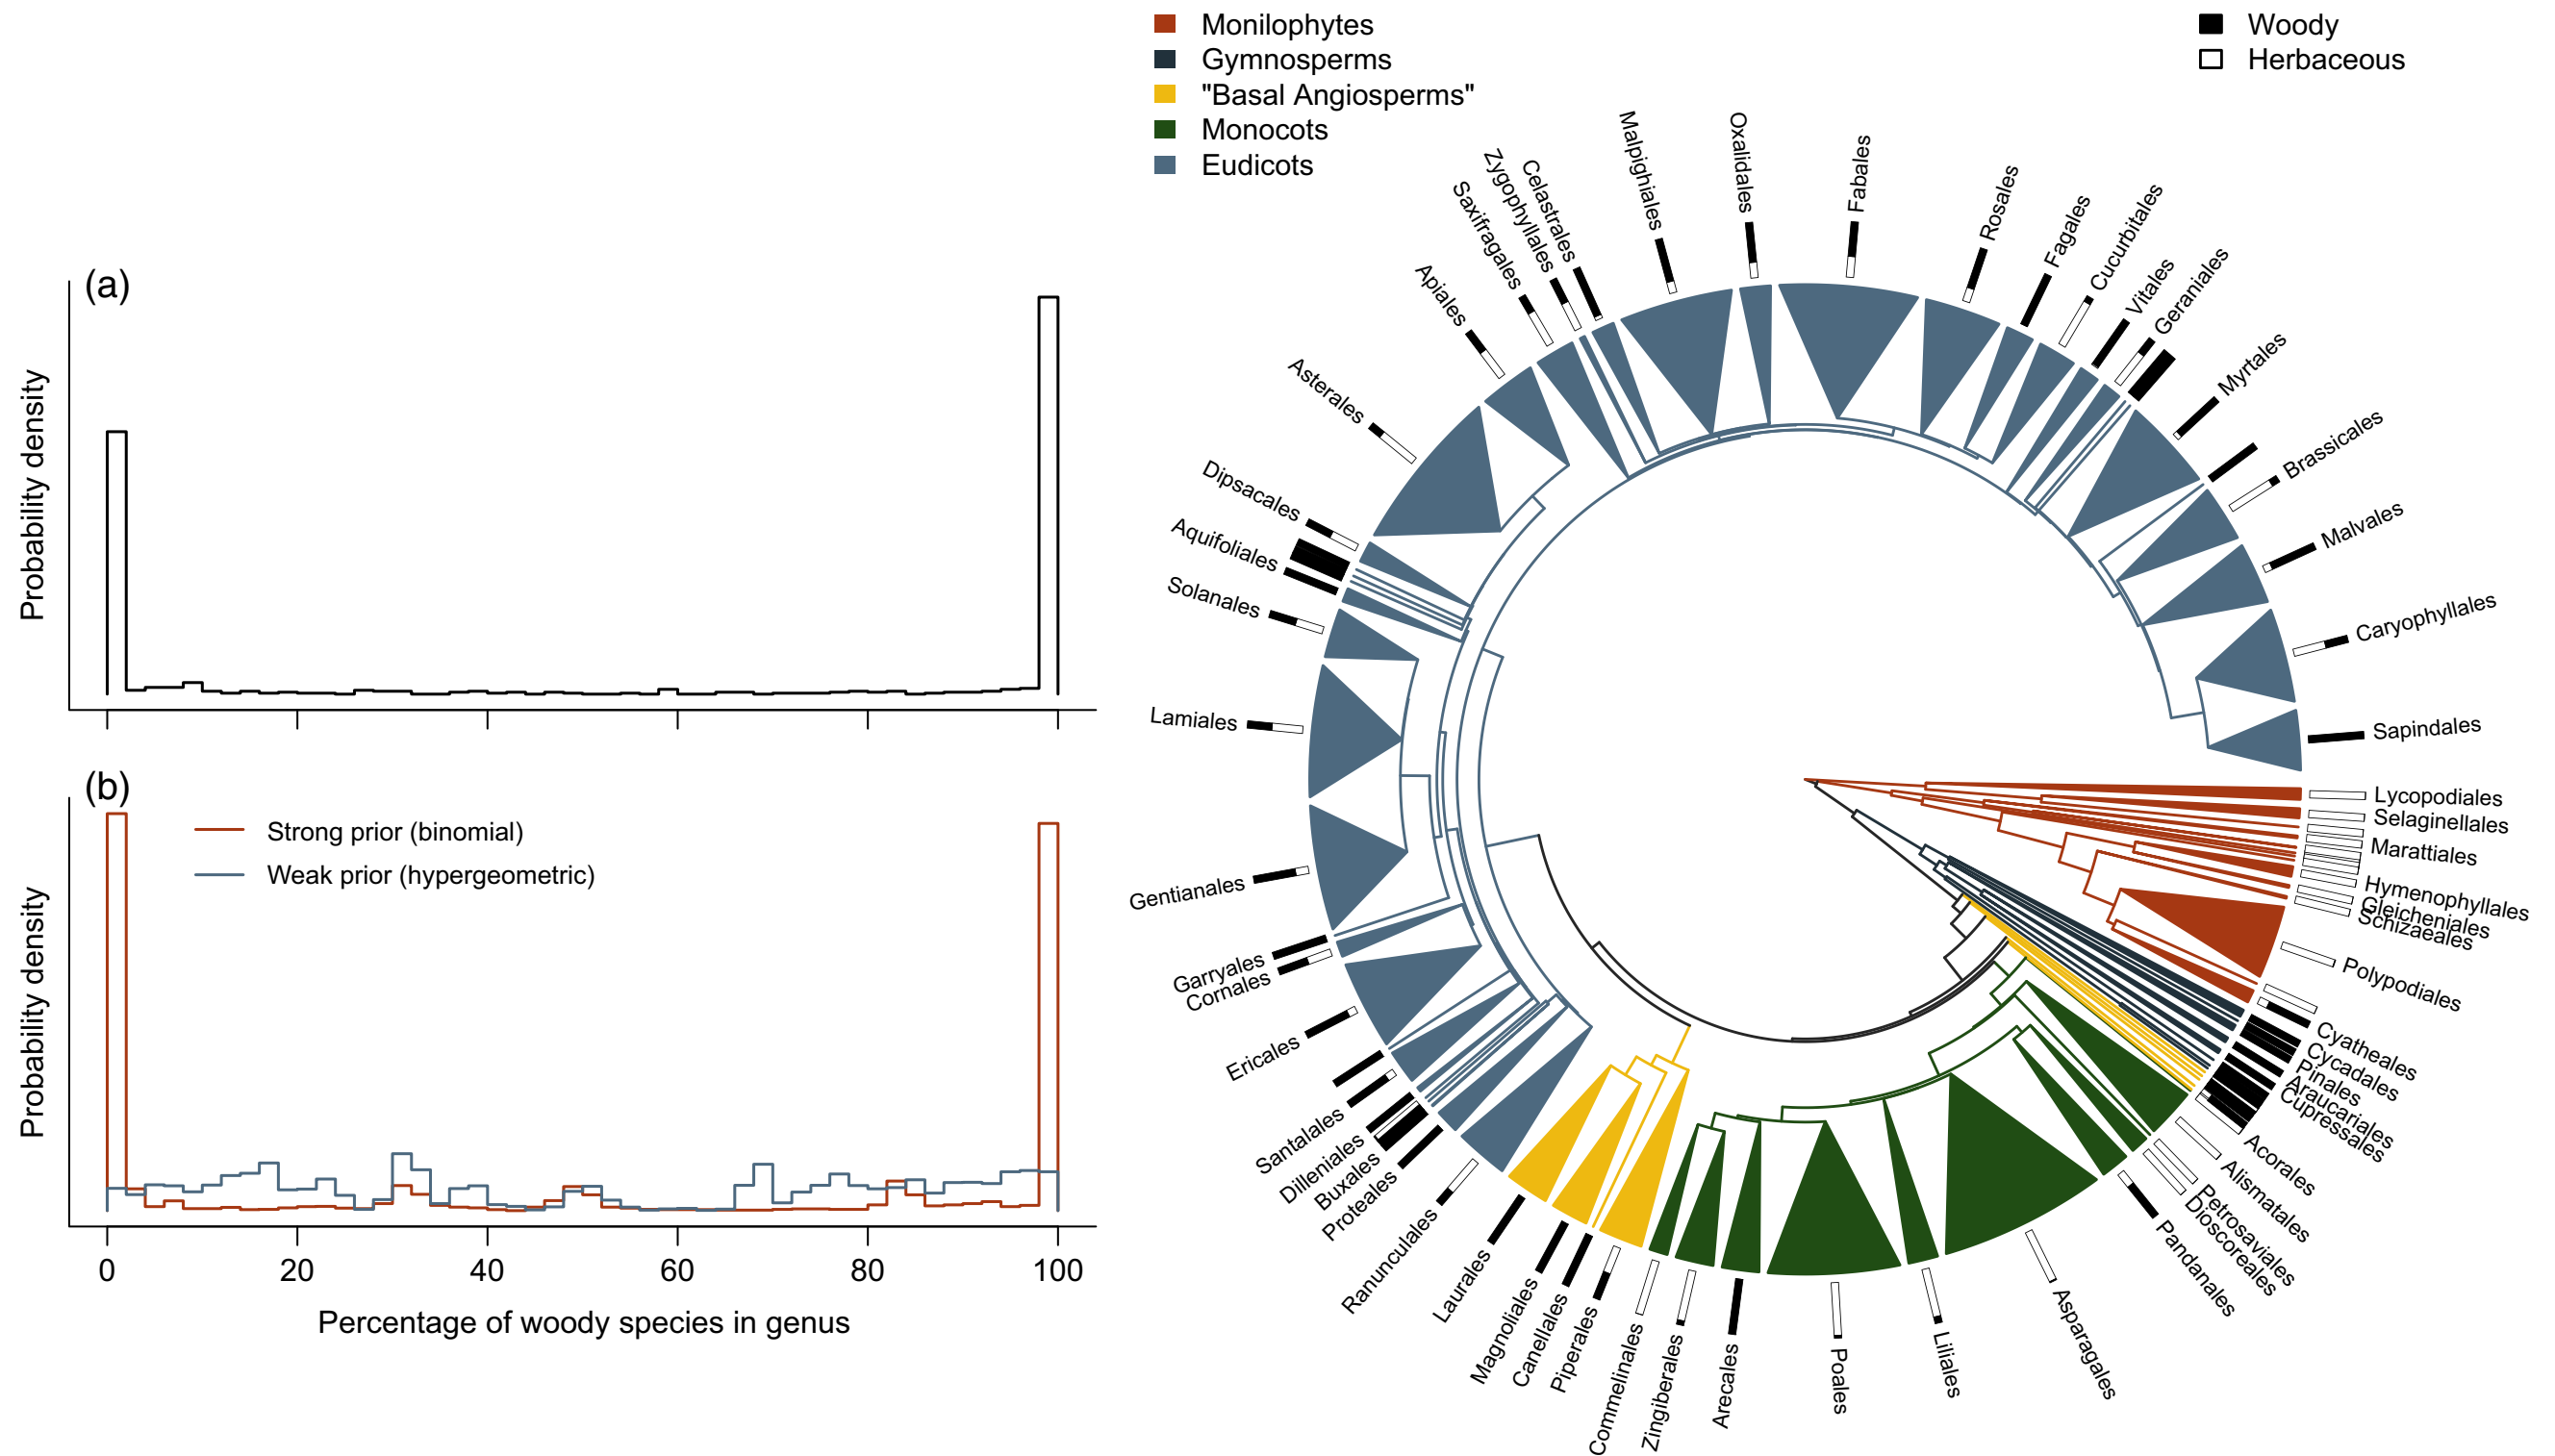 (a)
Probability density
(b)
Probability density
Strong prior (binomial)
Weak prior (hypergeometric)
0 20 40 60 80 100
Percentage of woody species in genus
Monilophytes
Gymnosperms
"Basal Angiosperms"
Monocots
Eudicots
Woody
Herbaceous
Lycopodiales
Selaginellales
Marattiales
Hymenophyllales
Gleicheniales
Schizaeales
Polypodiales
Cyatheales
Cycadales
Pinales
Araucariales
Cupressales
Acorales
Alismatales
Petrosaviales
Dioscoreales
Pandanales
Asparagales
Liliales
Poales
Arecales
Zingiberales
Commelinales
Piperales
Canellales
Magnoliales
Laurales
Ranunculales
Proteales
Buxales
Dilleniales
Santalales
Ericales
Cornales
Garryales
Gentianales
Lamiales
Solanales
Aquifoliales
Dipsacales
Asterales
Apiales
Saxifragales
Zygophyllales
Celastrales
Malpighiales
Oxalidales
Fabales
Rosales
Fagales
Cucurbitales
Vitales
Geraniales
Myrtales
Brassicales
Malvales
Caryophyllales
Sapindales